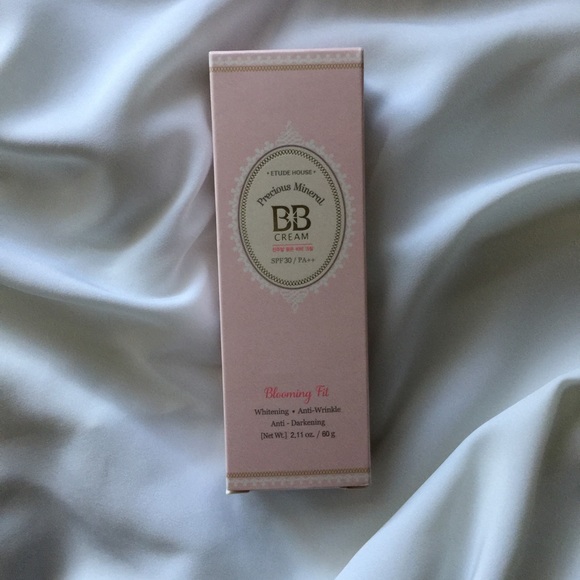 • ETUDE HOUSE •
Precious Mineral
BB
CREAM
SPF30 / PA++
Blooming Fit
Whitening • Anti-Wrinkle
Anti - Darkening
[Net Wt.] 2.11 oz. / 60 g